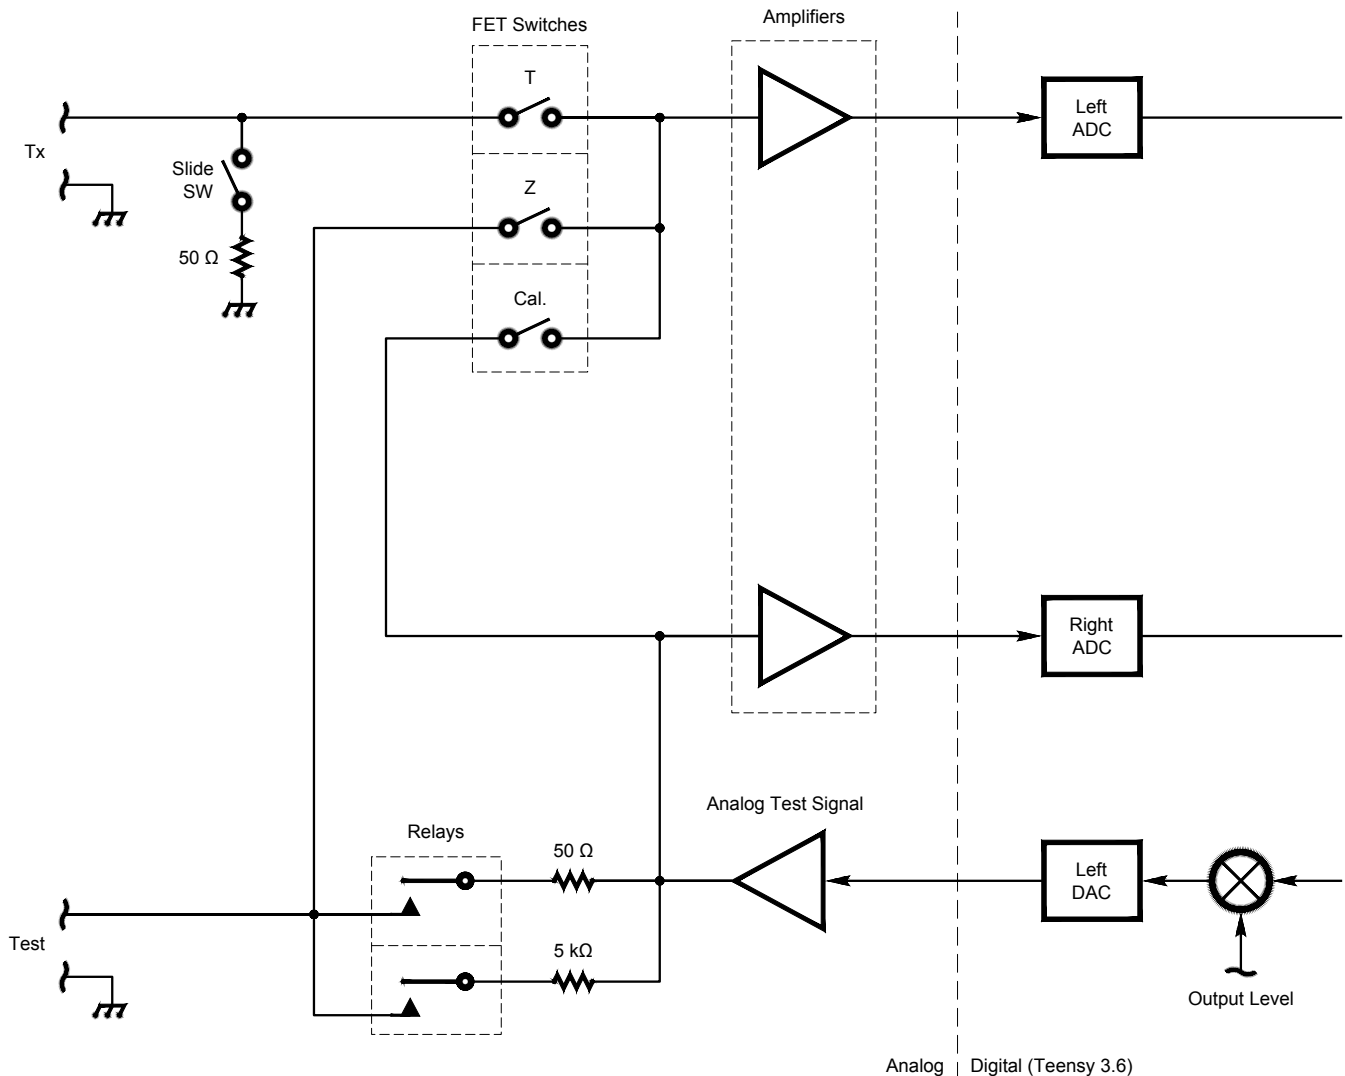 FET Switches
Amplifiers
T
Left
ADC
Tx
Slide
SW
Z
50 Ω
Cal.
Right
ADC
Analog Test Signal
Relays
50 Ω
Left
DAC
Test
5 kΩ
Output Level
Analog
Digital (Teensy 3.6)